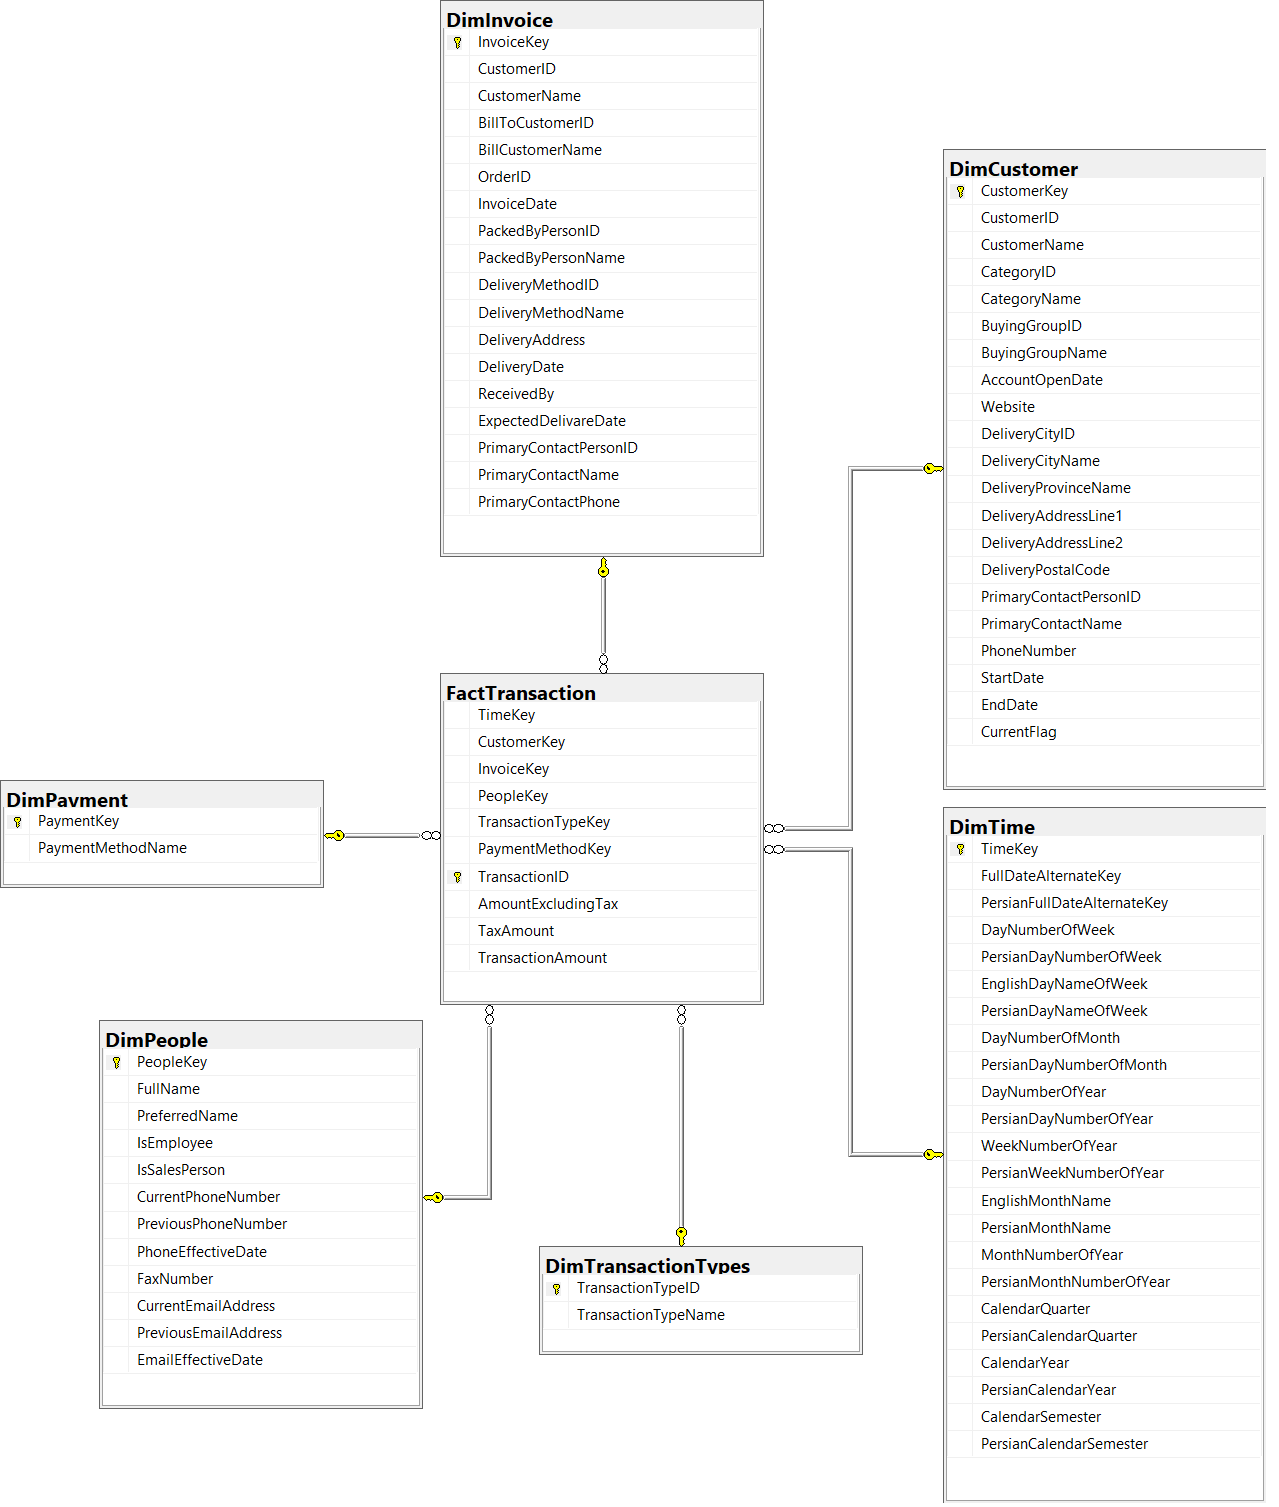 DimInvoice
InvoiceKey
CustomerID
CustomerName
BillToCustomerID
BillCustomerName
OrderID
InvoiceDate
PackedByPersonID
PackedByPersonName
DeliveryMethodID
DeliveryMethodName
DeliveryAddress
DeliveryDate
ReceivedBy
ExpectedDelivareDate
PrimaryContactPersonID
PrimaryContactName
PrimaryContactPhone
DimCustomer
CustomerKey
CustomerID
CustomerName
CategoryID
CategoryName
BuyingGroupID
BuyingGroupName
AccountOpenDate
Website
DeliveryCityID
DeliveryCityName
DeliveryProvinceName
DeliveryAddressLine1
DeliveryAddressLine2
DeliveryPostalCode
PrimaryContactPersonID
PrimaryContactName
PhoneNumber
StartDate
EndDate
CurrentFlag
FactTransaction
TimeKey
CustomerKey
InvoiceKey
PeopleKey
TransactionTypeKey
PaymentMethodKey
TransactionID
AmountExcludingTax
TaxAmount
TransactionAmount
DimPayment
PaymentKey
PaymentMethodName
DimTime
TimeKey
FullDateAlternateKey
PersianFullDateAlternateKey
DayNumberOfWeek
PersianDayNumberOfWeek
EnglishDayNameOfWeek
PersianDayNameOfWeek
DayNumberOfMonth
PersianDayNumberOfMonth
DayNumberOfYear
PersianDayNumberOfYear
WeekNumberOfYear
PersianWeekNumberOfYear
EnglishMonthName
PersianMonthName
MonthNumberOfYear
PersianMonthNumberOfYear
CalendarQuarter
PersianCalendarQuarter
CalendarYear
PersianCalendarYear
CalendarSemester
PersianCalendarSemester
DimPeople
PeopleKey
FullName
PreferredName
IsEmployee
IsSalesPerson
CurrentPhoneNumber
PreviousPhoneNumber
PhoneEffectiveDate
FaxNumber
CurrentEmailAddress
PreviousEmailAddress
EmailEffectiveDate
DimTransactionTypes
TransactionTypeID
TransactionTypeName